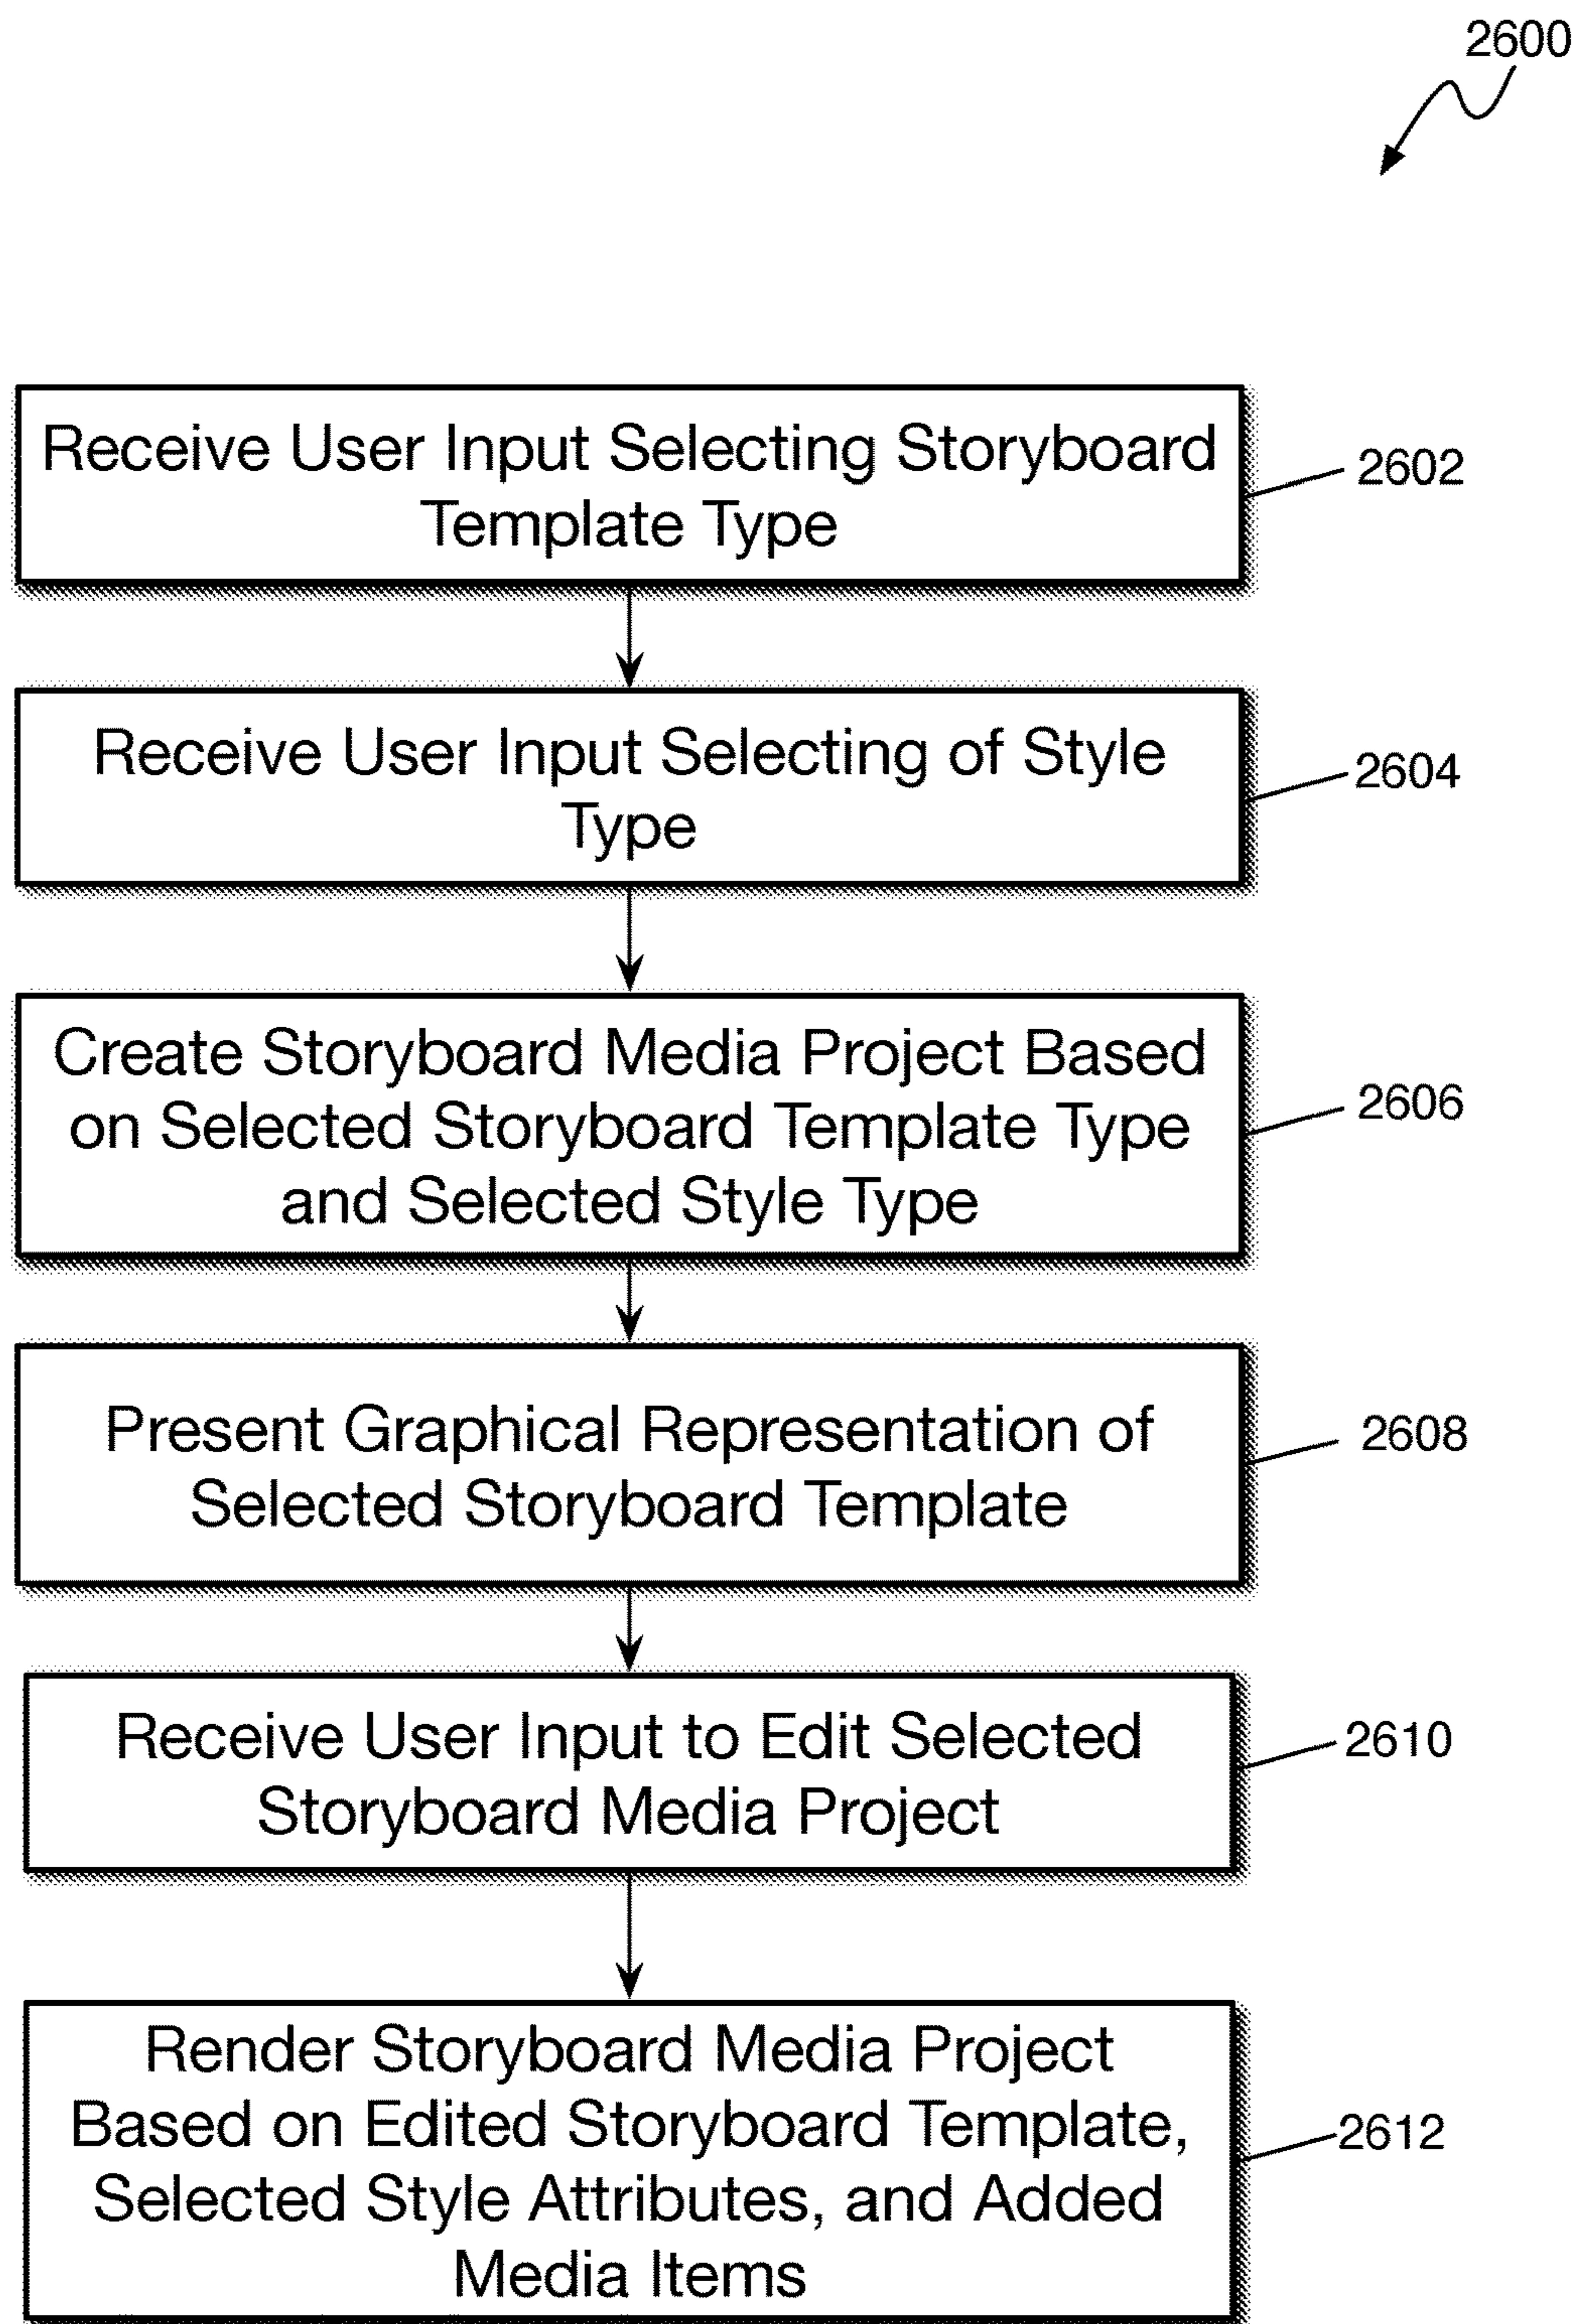 2600
Receive User Input Selecting Storyboard
Template Type
2602
Receive User Input Selecting of Style
Type
2604
Create Storyboard Media Project Based
on Selected Storyboard Template Type
and Selected Style Type
2606
Present Graphical Representation of
Selected Storyboard Template
2608
Receive User Input to Edit Selected
Storyboard Media Project
2610
Render Storyboard Media Project
Based on Edited Storyboard Template,
Selected Style Attributes, and Added
Media Items
2612